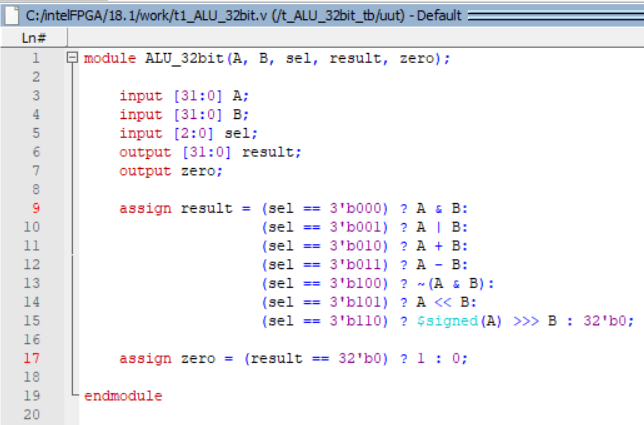 C:/intelFPGA/18.1/work/t1_ALU_32bit.v (/t_ALU_32bit_tb/uut) - Default
Ln#
1 module ALU_32bit(A, B, sel, result, zero);
2
3 input [31:0] A;
4 input [31:0] B;
5 input [2:0] sel;
6 output [31:0] result;
7 output zero;
8
9 assign result = (sel == 3'b000) ? A & B:
10 (sel == 3'b001) ? A | B:
11 (sel == 3'b010) ? A + B:
12 (sel == 3'b011) ? A - B:
13 (sel == 3'b100) ? ~(A & B):
14 (sel == 3'b101) ? A << B:
15 (sel == 3'b110) ? $signed(A) >>> B : 32'b0;
16
17 assign zero = (result == 32'b0) ? 1 : 0;
18
19 endmodule
20